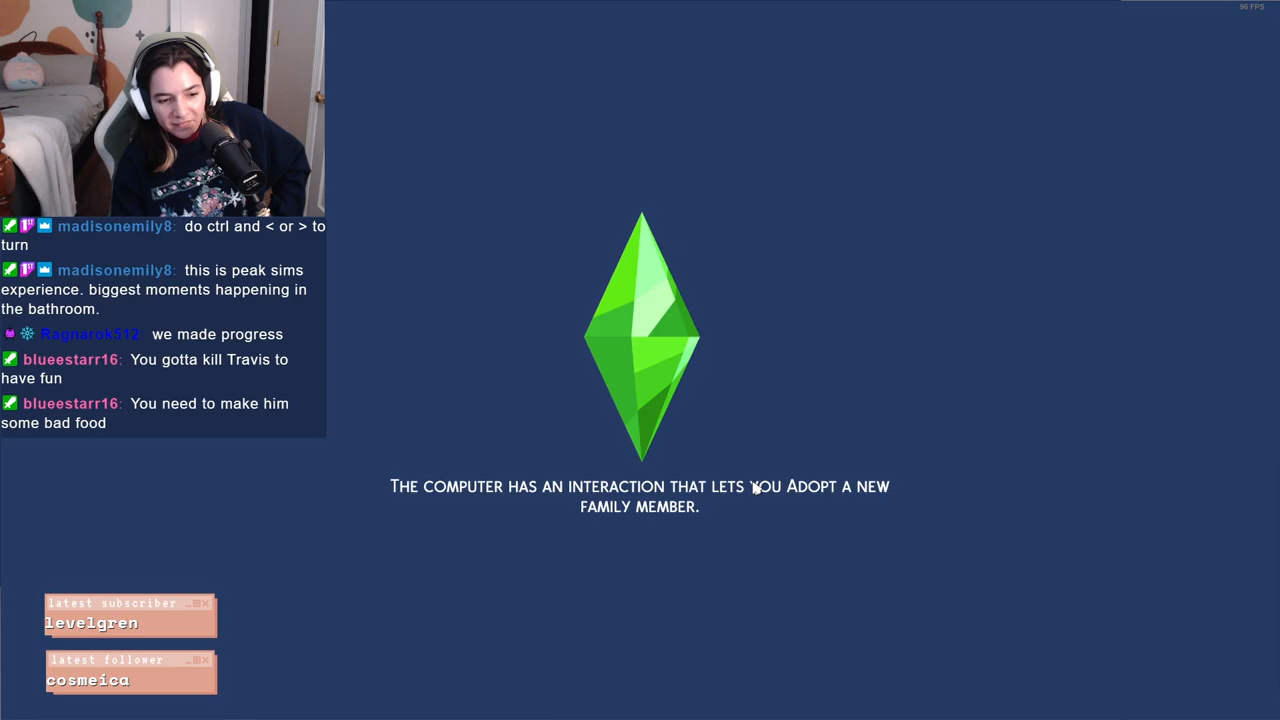 96 FPS
madisonemily8: do ctrl and < or > to
turn
madisonemily8: this is peak sims
experience. biggest moments happening in
the bathroom.
Ragnarok512 we made progress
blueestarr16: You gotta kill Travis to
have fun
blueestarr16: You need to make him
some bad food
THE COMPUTER HAS AN INTERACTION THAT LETS YOU ADOPT A NEW
FAMILY MEMBER.
latest subscriber
levelgren
latest follower
cosmeica